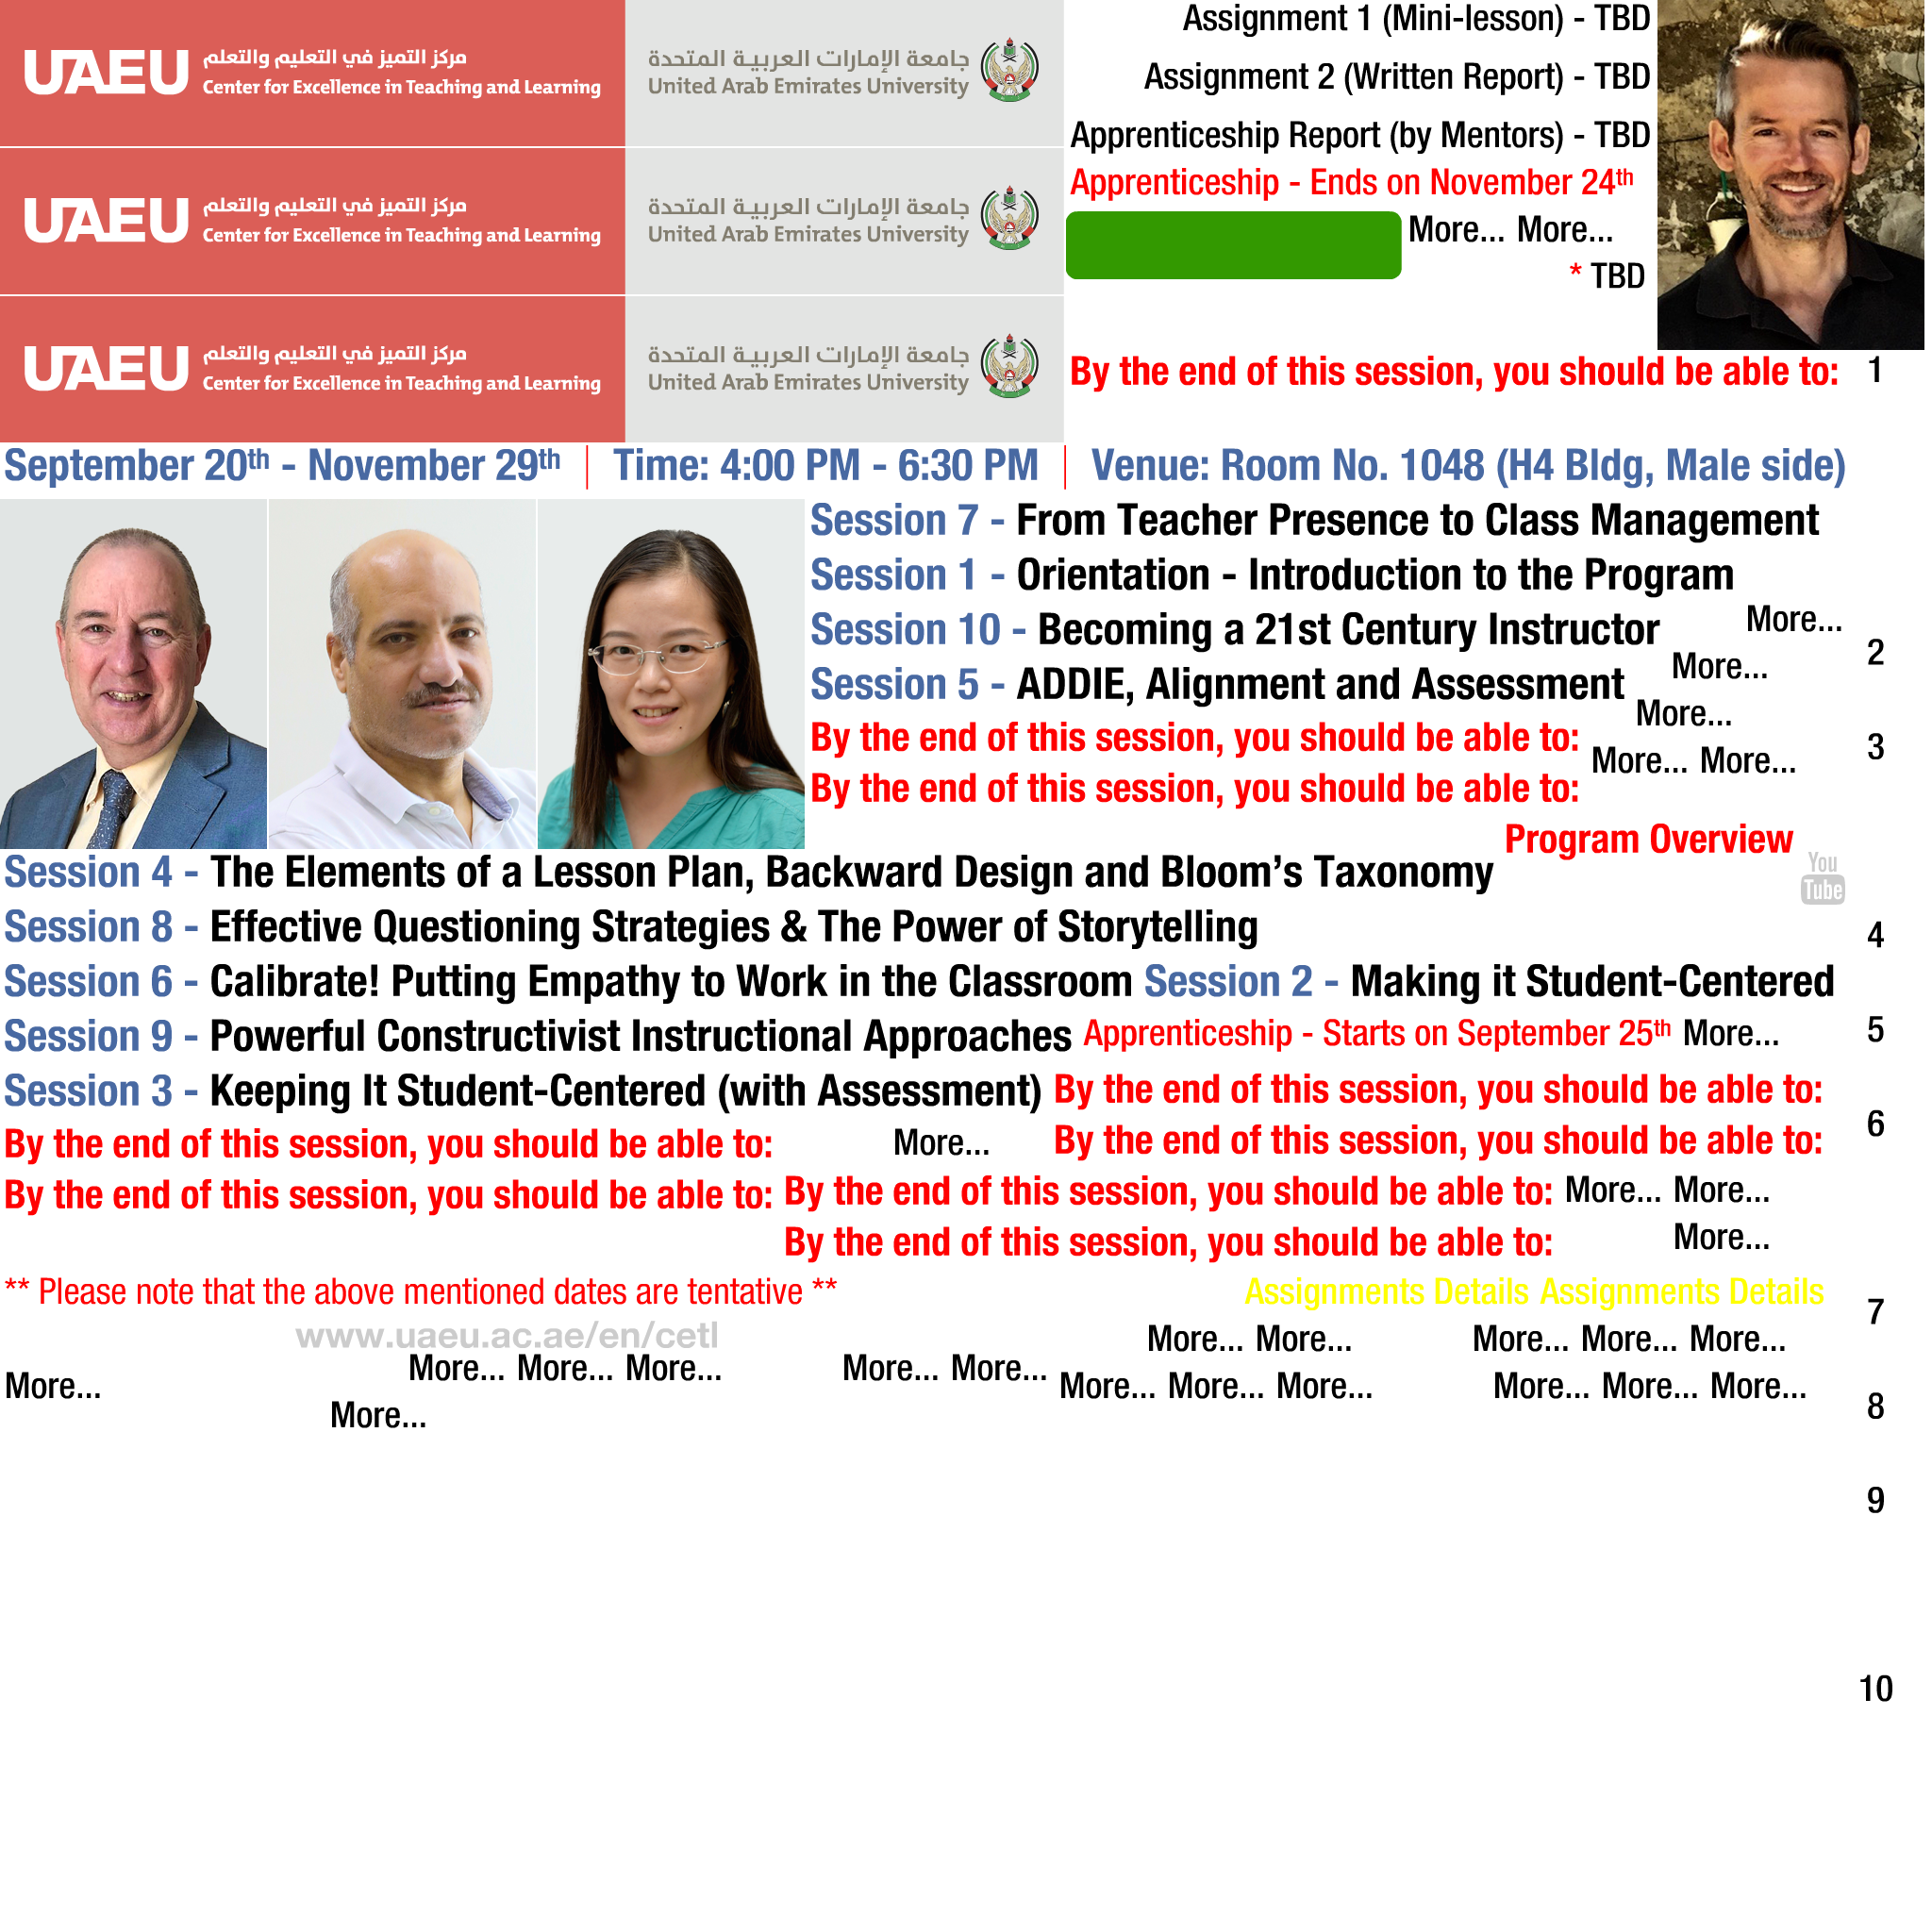 UAEU مركز التميز في التعليم والتعلم
Center for Excellence in Teaching and Learning
جامعة الإمارات العربية المتحدة
United Arab Emirates University
UAEU مركز التميز في التعليم والتعلم
Center for Excellence in Teaching and Learning
جامعة الإمارات العربية المتحدة
United Arab Emirates University
UAEU مركز التميز في التعليم والتعلم
Center for Excellence in Teaching and Learning
جامعة الإمارات العربية المتحدة
United Arab Emirates University
Assignment 1 (Mini-lesson) - TBD
Assignment 2 (Written Report) - TBD
Apprenticeship Report (by Mentors) - TBD
Apprenticeship - Ends on November 24th
More... More...
* TBD
By the end of this session, you should be able to: 1
September 20th - November 29th | Time: 4:00 PM - 6:30 PM | Venue: Room No. 1048 (H4 Bldg, Male side)
Session 7 - From Teacher Presence to Class Management
Session 1 - Orientation - Introduction to the Program
Session 10 - Becoming a 21st Century Instructor More...
2
More...
Session 5 - ADDIE, Alignment and Assessment
More...
By the end of this session, you should be able to:
3
More... More...
By the end of this session, you should be able to:
Program Overview
You Tube
Session 4 - The Elements of a Lesson Plan, Backward Design and Bloom’s Taxonomy
Session 8 - Effective Questioning Strategies & The Power of Storytelling
4
Session 6 - Calibrate! Putting Empathy to Work in the Classroom Session 2 - Making it Student-Centered
Session 9 - Powerful Constructivist Instructional Approaches Apprenticeship - Starts on September 25th More... 5
Session 3 - Keeping It Student-Centered (with Assessment) By the end of this session, you should be able to:
6
By the end of this session, you should be able to: More... By the end of this session, you should be able to:
By the end of this session, you should be able to: By the end of this session, you should be able to: More... More...
By the end of this session, you should be able to: More...
** Please note that the above mentioned dates are tentative ** Assignments Details Assignments Details
7
www.uaeu.ac.ae/en/cetl More... More... More... More... More...
More... More... More... More... More...
More... More... More... More... More... More... More...
8
More...
9
10